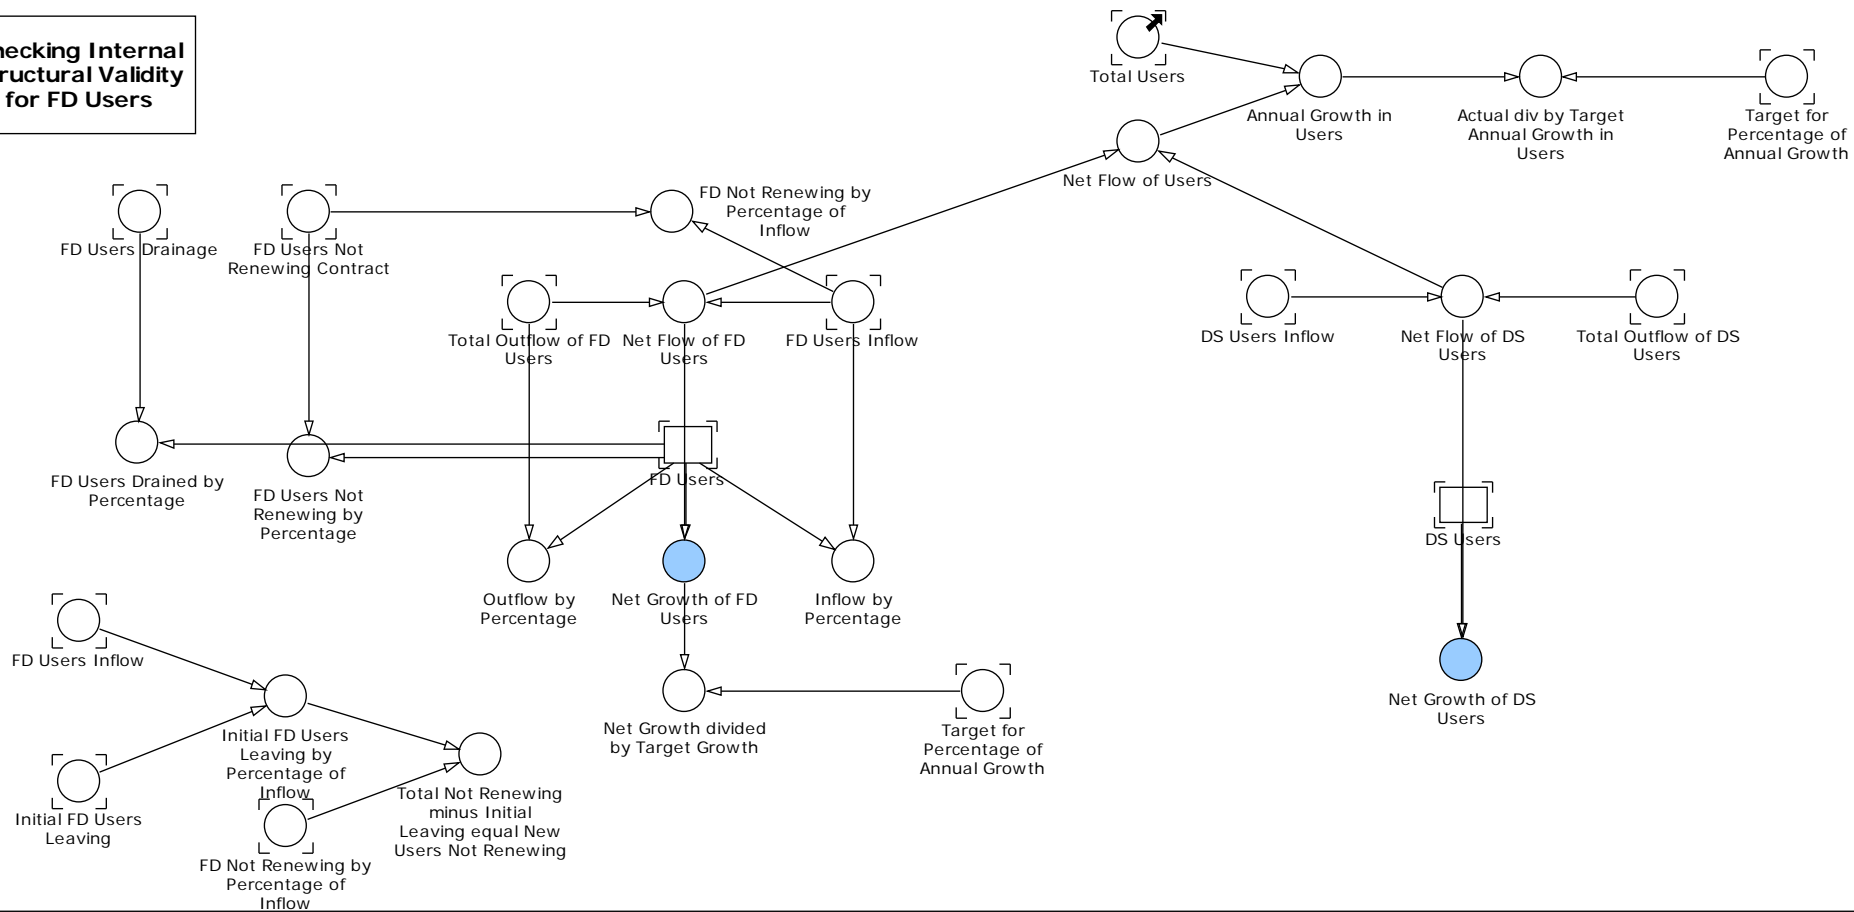 hecking Internal
ructural Validity
for FD Users
Total Users
Annual Growth in
Users
Actual div by Target
Annual Growth in
Users
Target for
Percentage of
Annual Growth
Net Flow of Users
FD Users Drainage
FD Users Not
Renewing Contract
FD Not Renewing by
Percentage of
Inflow
Total Outflow of FD
Users
Net Flow of FD
Users
FD Users Inflow
DS Users Inflow
Net Flow of DS
Users
Total Outflow of DS
Users
FD Users Drained by
Percentage
FD Users Not
Renewing by
Percentage
FD Users
DS Users
Outflow by
Percentage
Net Growth of FD
Users
Inflow by
Percentage
FD Users Inflow
Net Growth of DS
Users
Initial FD Users
Leaving by
Percentage of
Inflow
Net Growth divided
by Target Growth
Target for
Percentage of
Annual Growth
Initial FD Users
Leaving
Total Not Renewing
minus Initial
Leaving equal New
Users Not Renewing
FD Not Renewing by
Percentage of
Inflow